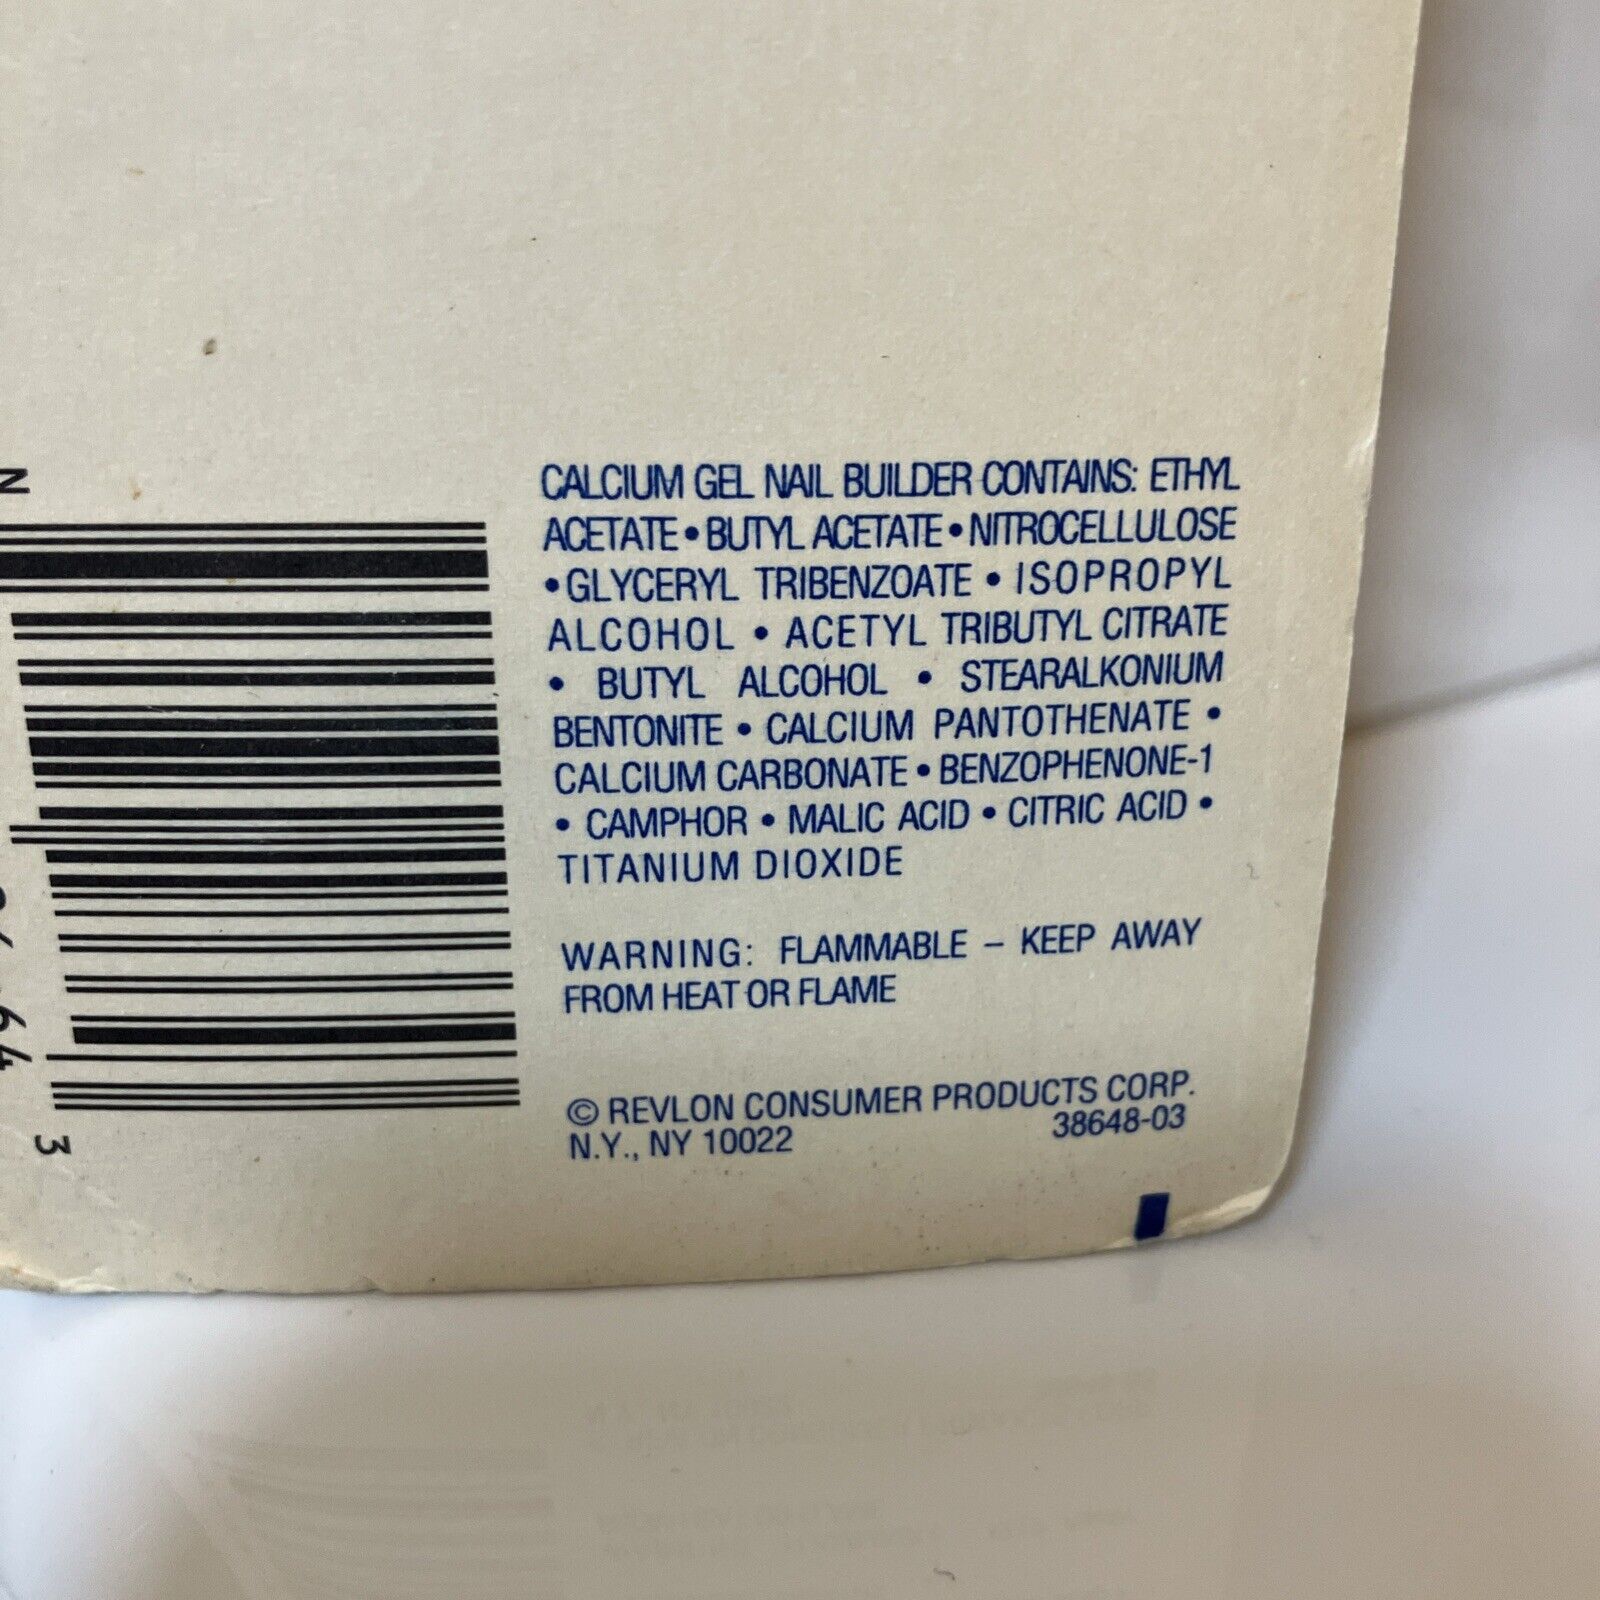 N
CALCIUM GEL NAIL BUILDER CONTAINS: ETHYL
ACETATE • BUTYL ACETATE • NITROCELLULOSE
• GLYCERYL TRIBENZOATE • ISOPROPYL
ALCOHOL • ACETYL TRIBUTYL CITRATE
• BUTYL ALCOHOL • STEARALKONIUM
BENTONITE • CALCIUM PANTOTHENATE •
CALCIUM CARBONATE • BENZOPHENONE-1
• CAMPHOR • MALIC ACID • CITRIC ACID •
TITANIUM DIOXIDE
WARNING: FLAMMABLE – KEEP AWAY
FROM HEAT OR FLAME
© REVLON CONSUMER PRODUCTS CORP.
N.Y., NY 10022 38648-03
3